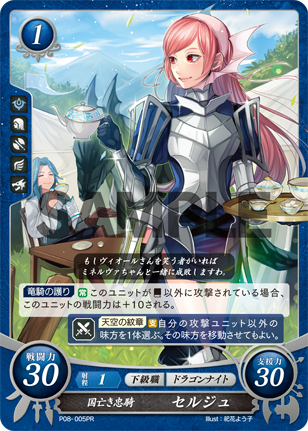 1
SAMPLE
もしヴィオールさんを笑う者がいれば
ミネルヴァちゃんと一緒に成敗しますわ。
竜騎の護り 常 このユニットが 以外に攻撃されている場合、
このユニットの戦闘力は+10される。
天空の紋章 支 自分の攻撃ユニット以外の
味方を1体選ぶ。その味方を移動させてもよい。
戦闘力
30
射程 1 下級職 ドラゴンナイト
支援力
30
国亡き忠騎 セルジュ
P08-005PR
Illust:祀花よう子